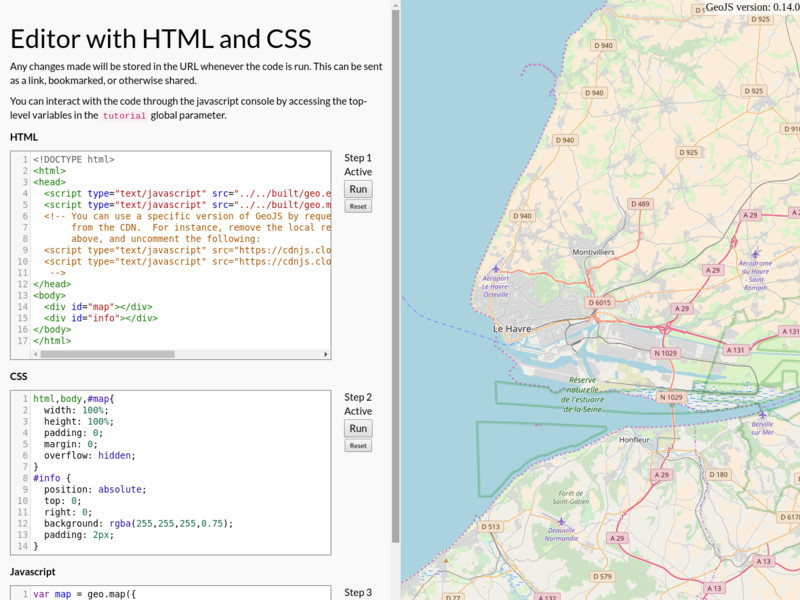 Editor with HTML and CSS
Any changes made will be stored in the URL whenever the code is run. This can be sent
as a link, bookmarked, or otherwise shared.
You can interact with the code through the javascript console by accessing the top-
level variables in the tutorial global parameter.
HTML
1 <!DOCTYPE html>
2 <html>
3 <head>
4 <script type="text/javascript" src="../../built/geo.e
5 <script type="text/javascript" src="../../built/geo.m
6 <!-- You can use a specific version of GeoJS by reque
7 from the CDN. For instance, remove the local re
8 above, and uncomment the following:
9 <script type="text/javascript" src="https://cdnjs.clo
10 <script type="text/javascript" src="https://cdnjs.clo
11 -->
12 </head>
13 <body>
14 <div id="map"></div>
15 <div id="info"></div>
16 </body>
17 </html>
Step 1
Active
Run
Reset
CSS
1 html,body,#map{
2 width: 100%;
3 height: 100%;
4 padding: 0;
5 margin: 0;
6 overflow: hidden;
7 }
8 #info {
9 position: absolute;
10 top: 0;
11 right: 0;
12 background: rgba(255,255,255,0.75);
13 padding: 2px;
14 }
Step 2
Active
Run
Reset
Javascript
1 var map = geo.map({
Step 3
GeoJS version: 0.14.0
D 925
D 940
D 940
D 925
D 940
D 925
D 910
D 489
D 940
A 29
Montivilliers
A 29
Aéroport
Le Havre
Octeville
Aérodrome
du Havre -
Saint-
Romain
D 6015
A 29
Le Havre
A 131
A 131
N 1029
Réserve
naturelle
de l'estuaire
de la Seine
N 1029
Berville
sur Mer
Honfleur
A 29
D 180
Forêt de
Saint-Gatien
D 513
Deauville
Normandie
A 29
D 6178
A 13
D 579
A 13
D 27
A 132